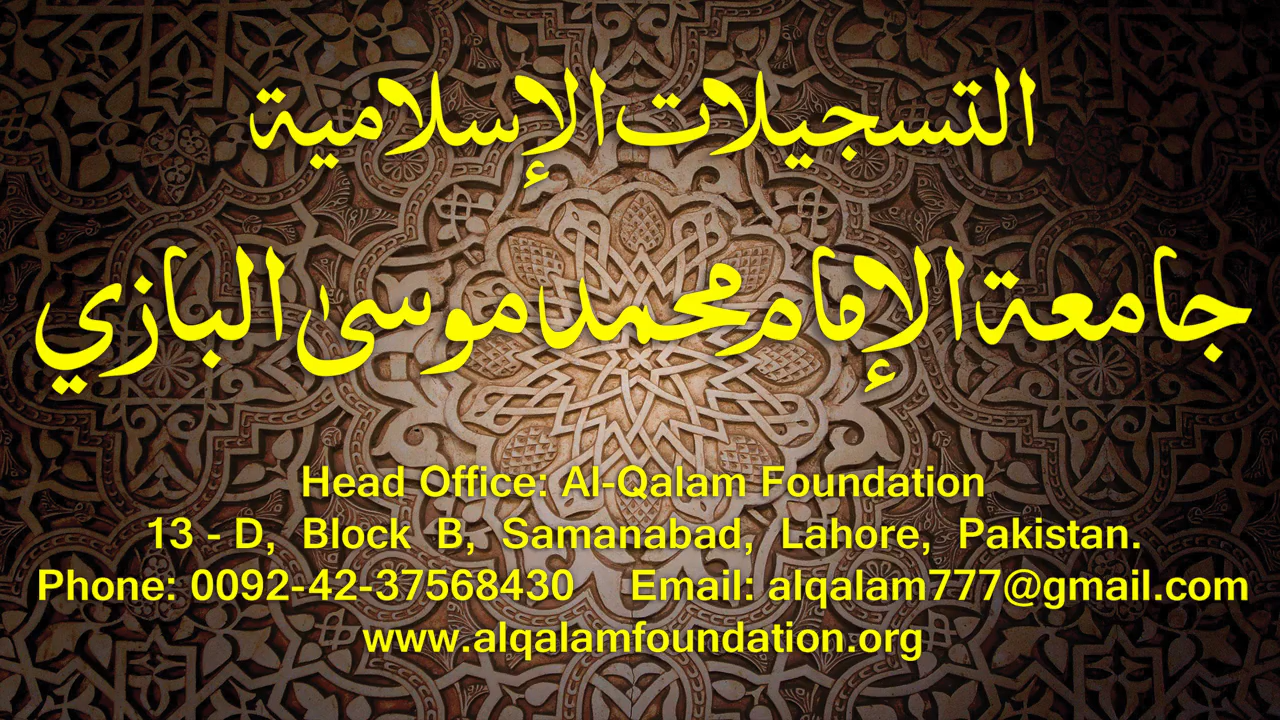 التسجيلات الإسلامية
جامعة الإمام محمد موسىٰ البازي
Head Office: Al-Qalam Foundation
13 - D, Block B, Samanabad, Lahore, Pakistan.
Phone: 0092-42-37568430 Email: alqalam777@gmail.com
www.alqalamfoundation.org